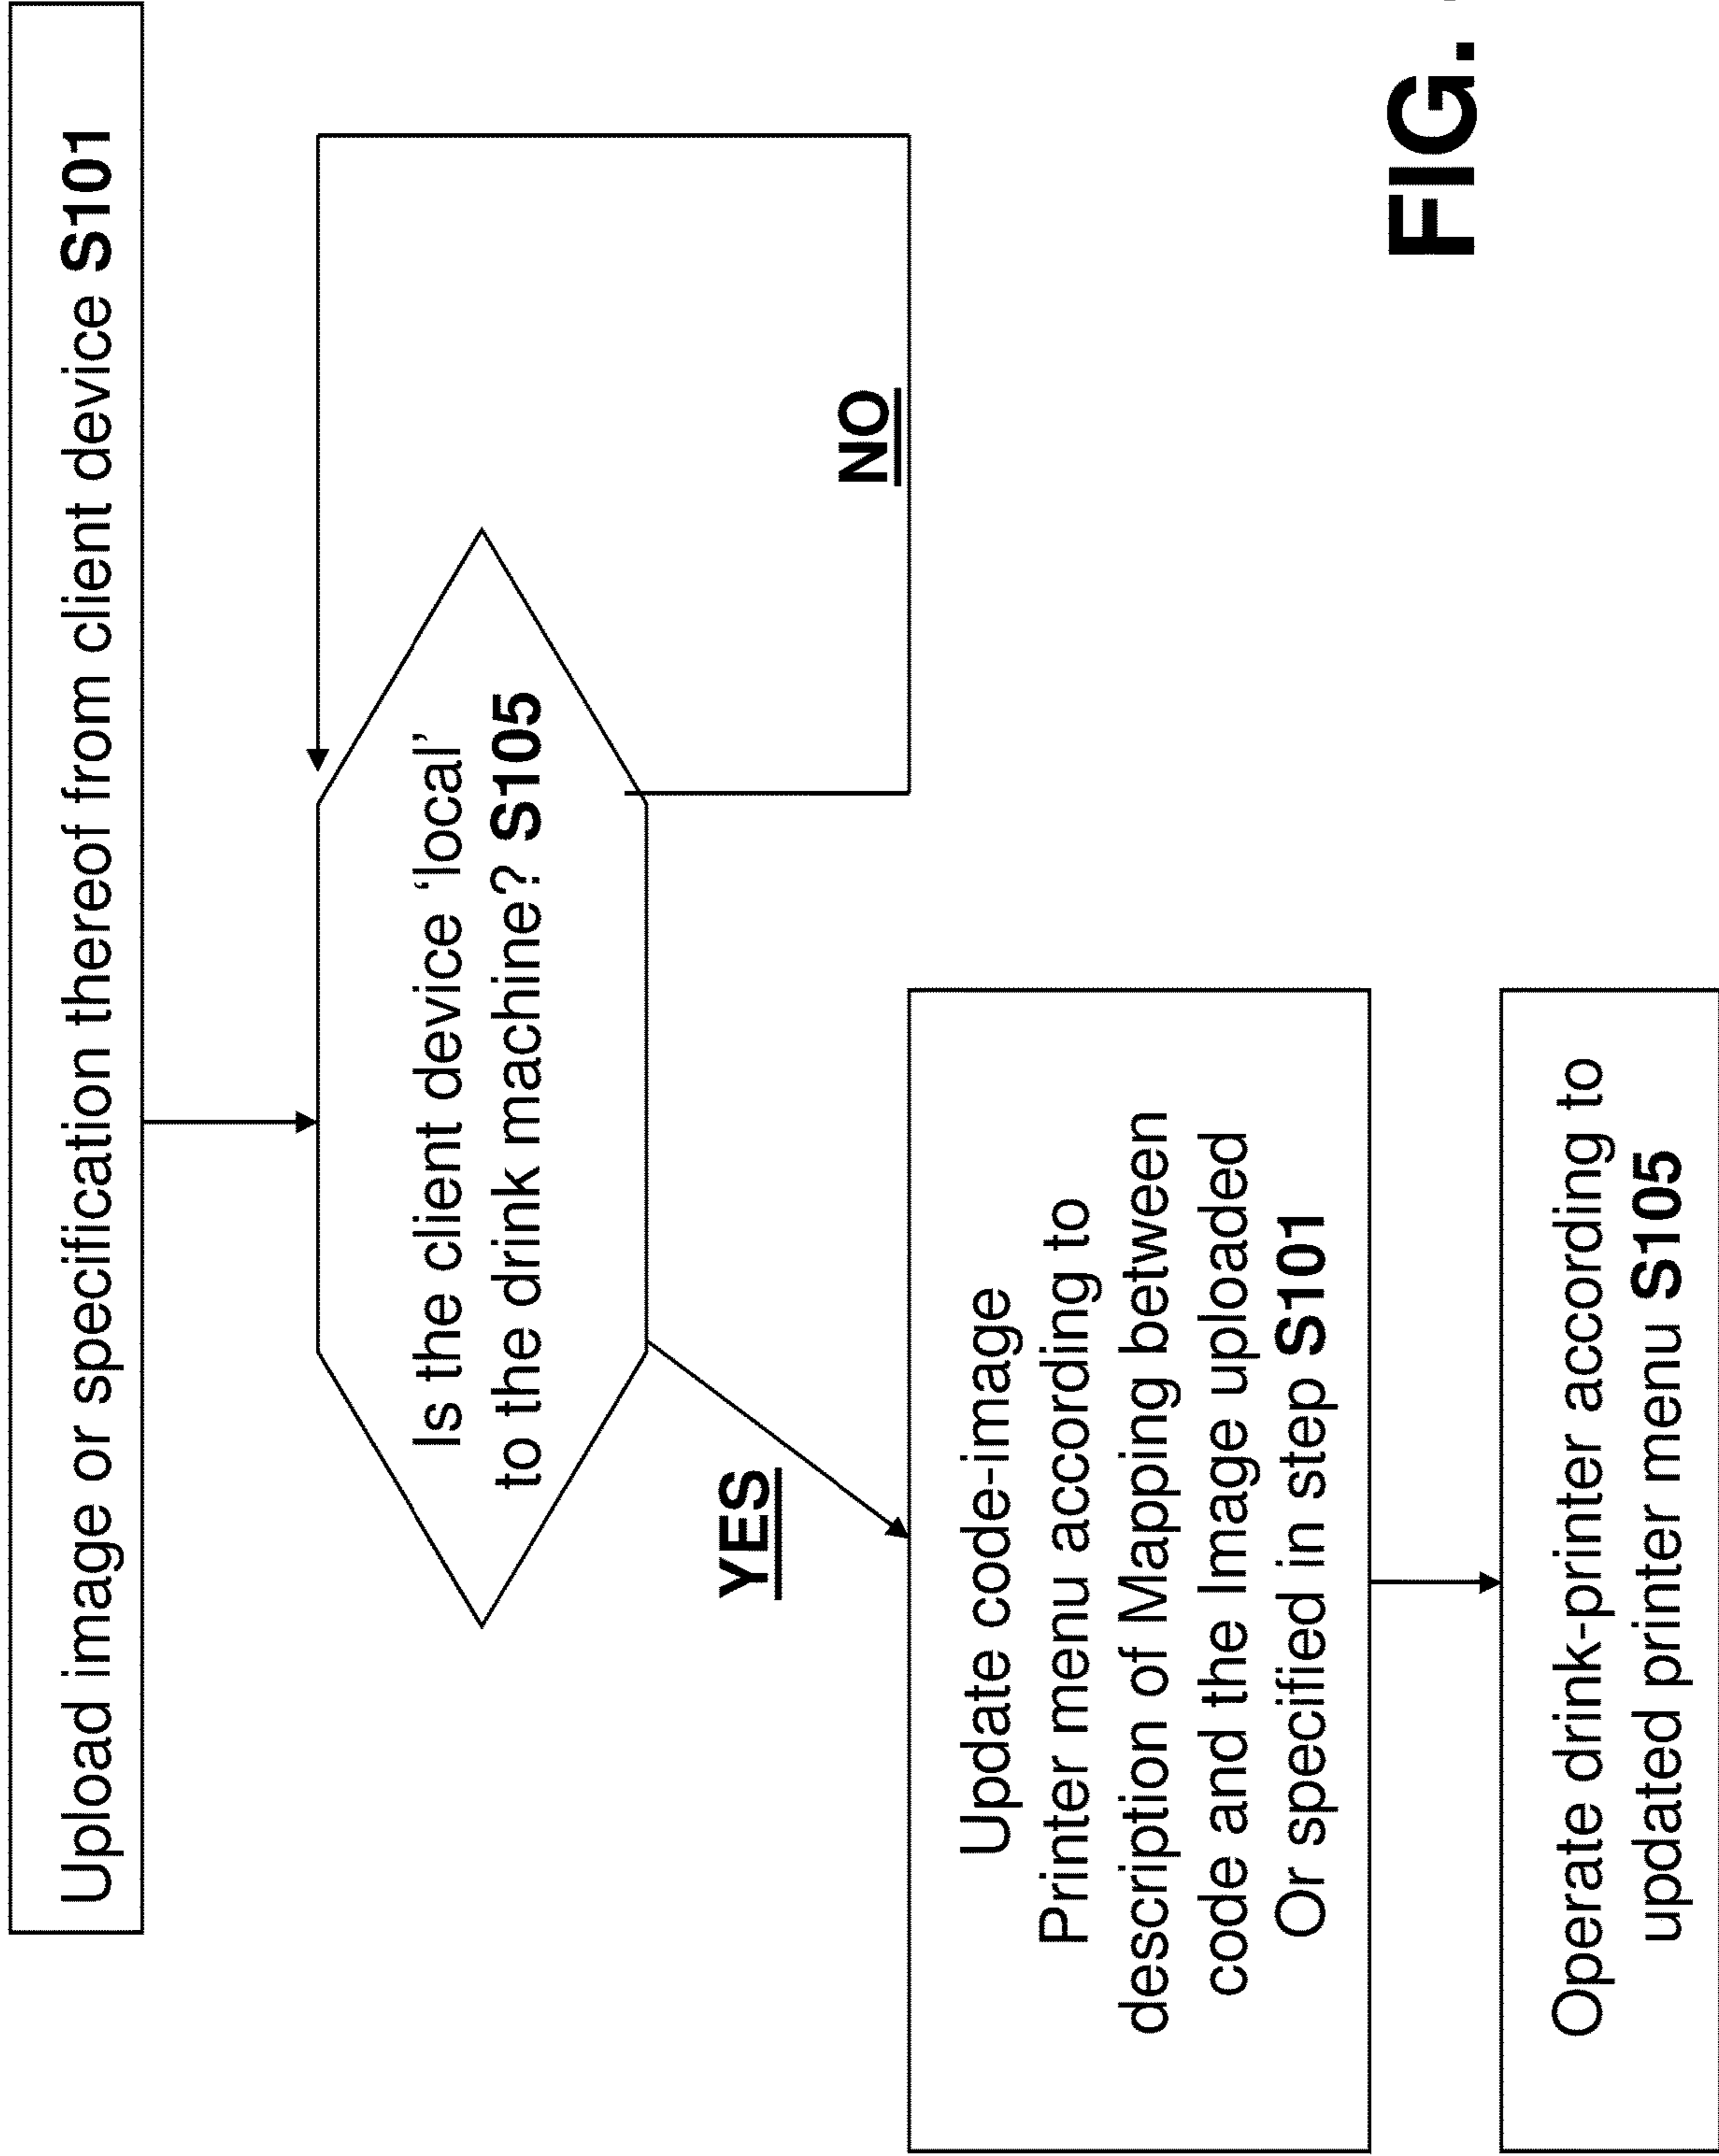 Upload image or specification thereof from client device S101
Is the client device ‘local’
to the drink machine? S105
NO
YES
Update code-image
Printer menu according to
description of Mapping between
code and the Image uploaded
Or specified in step S101
Operate drink-printer according to
updated printer menu S105
FIG.